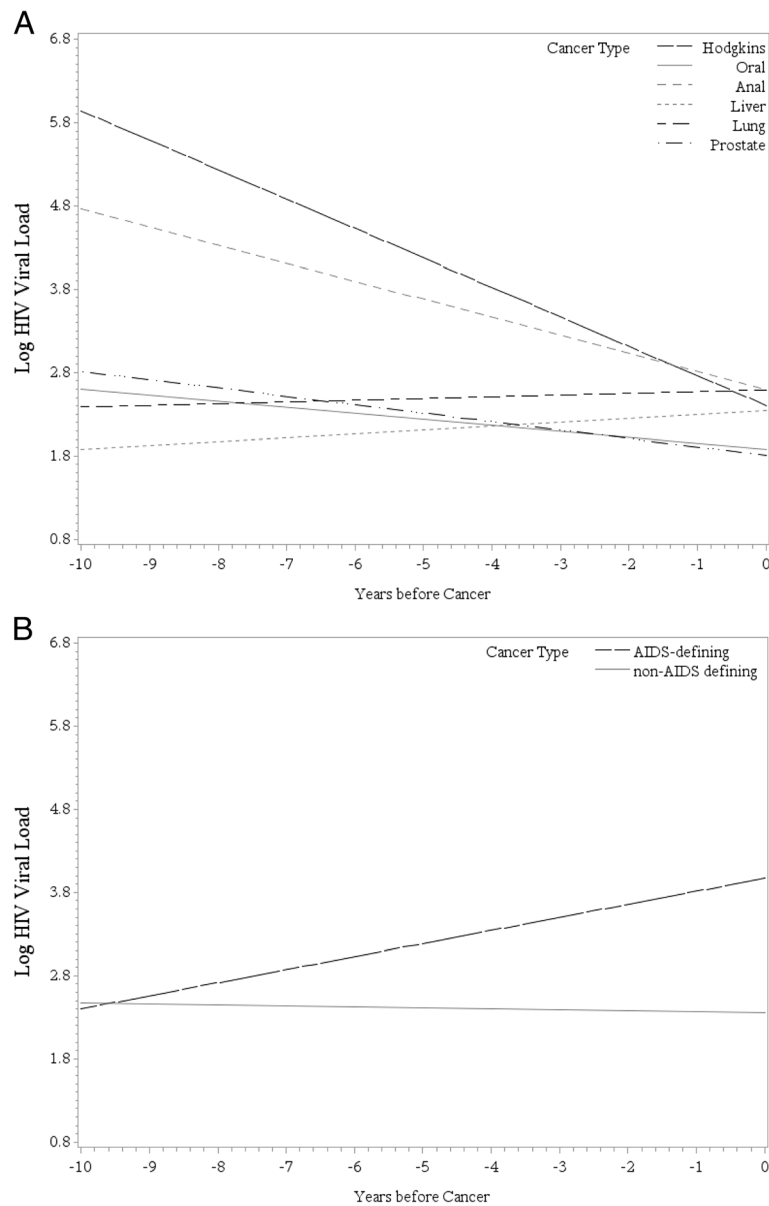 A
6.8
Cancer Type
Hodgkins
Oral
Anal
Liver
Lung
Prostate
5.8
4.8
3.8
2.8
1.8
0.8
Log HIV Viral Load
-10 -9 -8 -7 -6 -5 -4 -3 -2 -1 0
Years before Cancer
B
6.8
Cancer Type
AIDS-defining
non-AIDS defining
5.8
4.8
3.8
2.8
1.8
0.8
Log HIV Viral Load
-10 -9 -8 -7 -6 -5 -4 -3 -2 -1 0
Years before Cancer